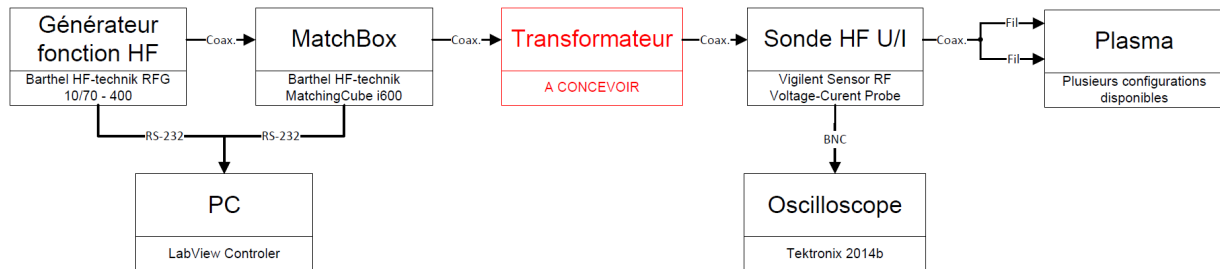 Générateur
fonction HF
Barthel HF-technik RFG
10/70 - 400
Coax.
MatchBox
Barthel HF-technik
MatchingCube i600
Coax.
Transformateur
A CONCEVOIR
Coax.
Sonde HF U/I
Vigilent Sensor RF
Voltage-Curent Probe
Coax.
Fil
Fil
Plasma
Plusieurs configurations
disponibles
RS-232
RS-232
BNC
PC
LabView Controler
Oscilloscope
Tektronix 2014b